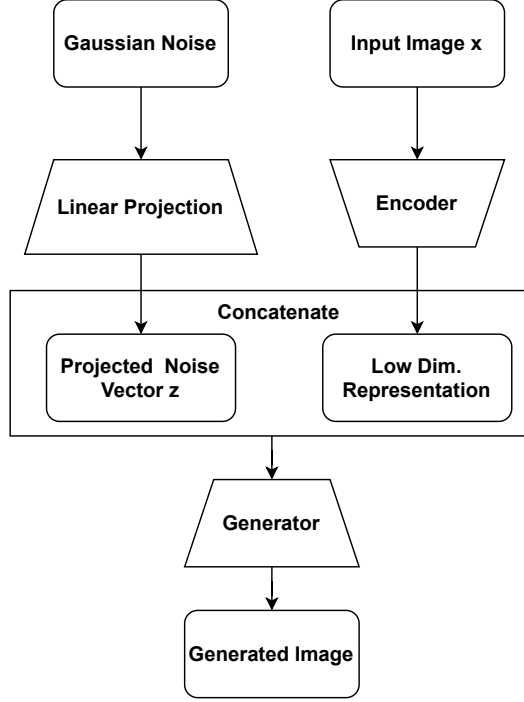 Gaussian Noise
Input Image x
Linear Projection
Encoder
Concatenate
Projected Noise
Vector z
Low Dim.
Representation
Generator
Generated Image